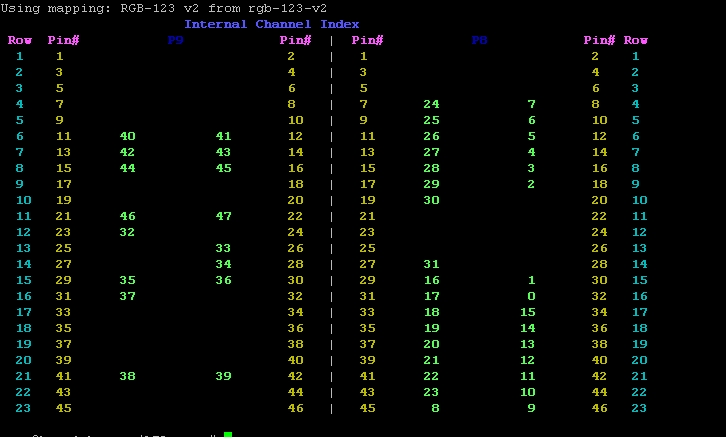 Using mapping: RGB-123 v2 from rgb-123-v2
Internal Channel Index
Row Pin# P9 Pin# | Pin# P8 Pin# Row
1 1 2 | 1 2 1
2 3 4 | 3 4 2
3 5 6 | 5 6 3
4 7 8 | 7 24 7 8 4
5 9 10 | 9 25 6 10 5
6 11 40 41 12 | 11 26 5 12 6
7 13 42 43 14 | 13 27 4 14 7
8 15 44 45 16 | 15 28 3 16 8
9 17 18 | 17 29 2 18 9
10 19 20 | 19 30 20 10
11 21 46 47 22 | 21 22 11
12 23 32 24 | 23 24 12
13 25 33 26 | 25 26 13
14 27 34 28 | 27 31 28 14
15 29 35 36 30 | 29 16 1 30 15
16 31 37 32 | 31 17 0 32 16
17 33 34 | 33 18 15 34 17
18 35 36 | 35 19 14 36 18
19 37 38 | 37 20 13 38 19
20 39 40 | 39 21 12 40 20
21 41 38 39 42 | 41 22 11 42 21
22 43 44 | 43 23 10 44 22
23 45 46 | 45 8 9 46 23